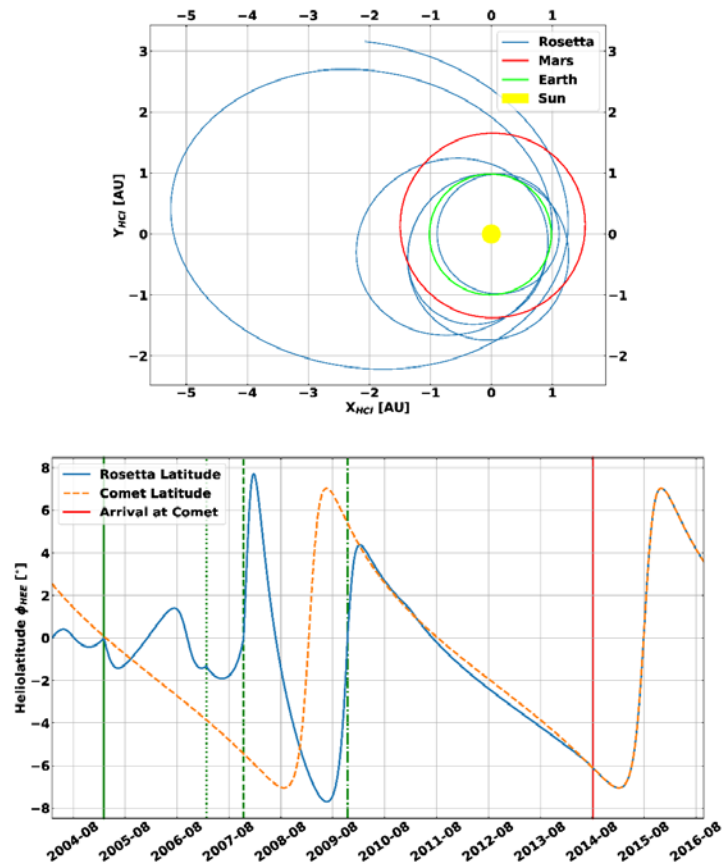 −5 −4 −3 −2 −1 0 1
Rosetta
Mars
Earth
Sun
3 3
2 2
1 1
0 0
−1 −1
−2 −2
Y_HCI [AU]
−5 −4 −3 −2 −1 0 1
X_HCI [AU]
8
6
4
2
0
−2
−4
−6
−8
Heliolatitude ϕ_HEE [°]
Rosetta Latitude
Comet Latitude
Arrival at Comet
2004-08 2005-08 2006-08 2007-08 2008-08 2009-08 2010-08 2011-08 2012-08 2013-08 2014-08 2015-08 2016-08